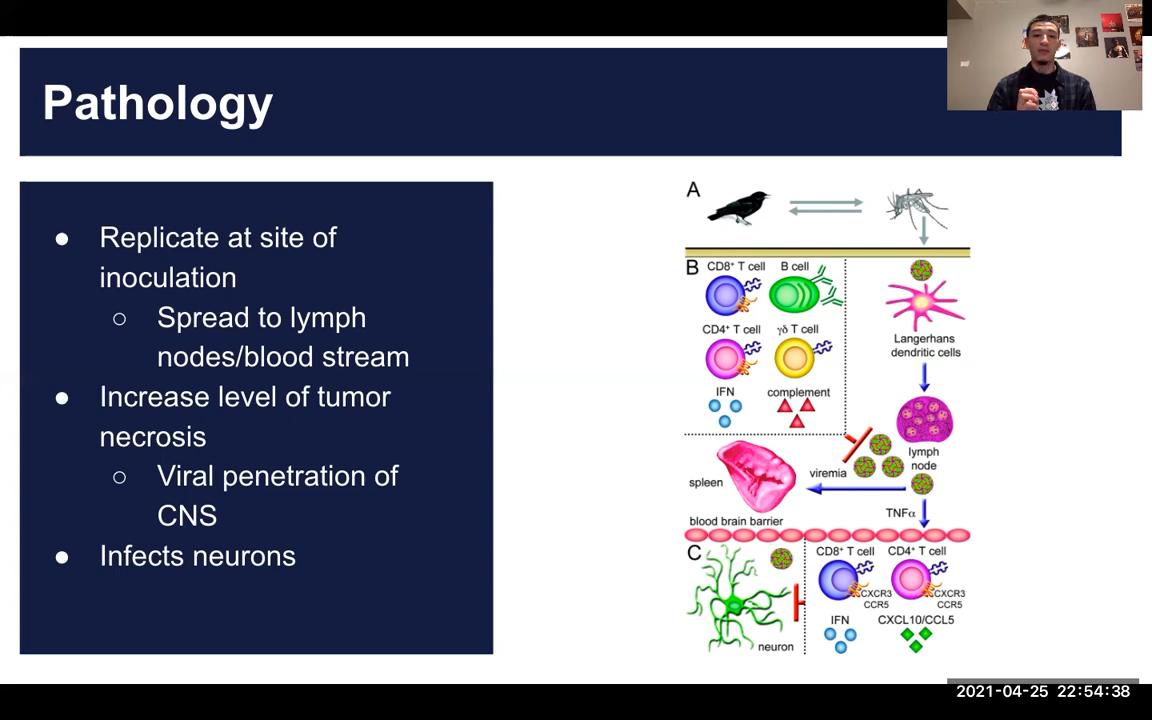 Pathology
● Replicate at site of
inoculation
○ Spread to lymph
nodes/blood stream
● Increase level of tumor
necrosis
○ Viral penetration of
CNS
● Infects neurons
A
B
CD8⁺ T cell
B cell
CD4⁺ T cell
γδ T cell
IFN
complement
Langerhans
dendritic cells
lymph
node
viremia
spleen
TNFα
blood brain barrier
C
neuron
CD8⁺ T cell
CD4⁺ T cell
CXCR3
CCR5
CXCR3
CCR5
IFN
CXCL10/CCL5
2021-04-25 22:54:38